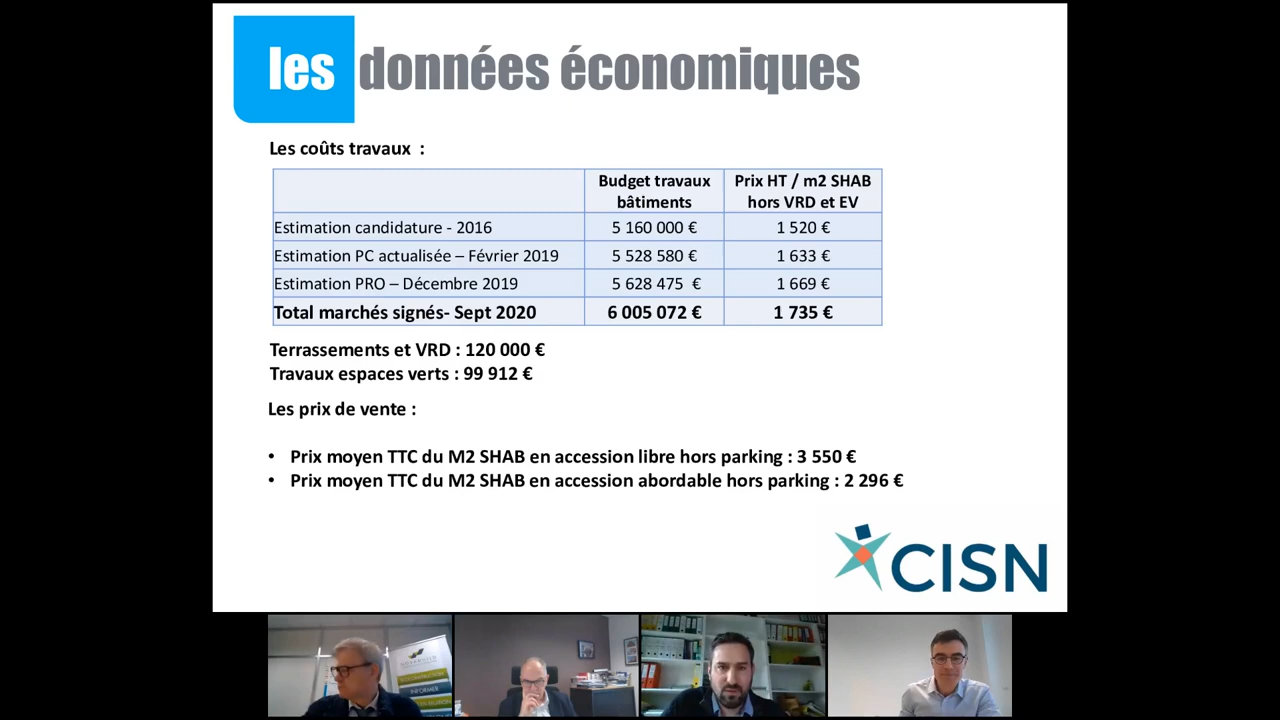 les données économiques
Les coûts travaux :
Budget travaux bâtiments
Prix HT / m2 SHAB hors VRD et EV
Estimation candidature - 2016 5 160 000 € 1 520 €
Estimation PC actualisée – Février 2019 5 528 580 € 1 633 €
Estimation PRO – Décembre 2019 5 628 475 € 1 669 €
Total marchés signés- Sept 2020 6 005 072 € 1 735 €
Terrassements et VRD : 120 000 €
Travaux espaces verts : 99 912 €
Les prix de vente :
• Prix moyen TTC du M2 SHAB en accession libre hors parking : 3 550 €
• Prix moyen TTC du M2 SHAB en accession abordable hors parking : 2 296 €
CISN
INFORMER